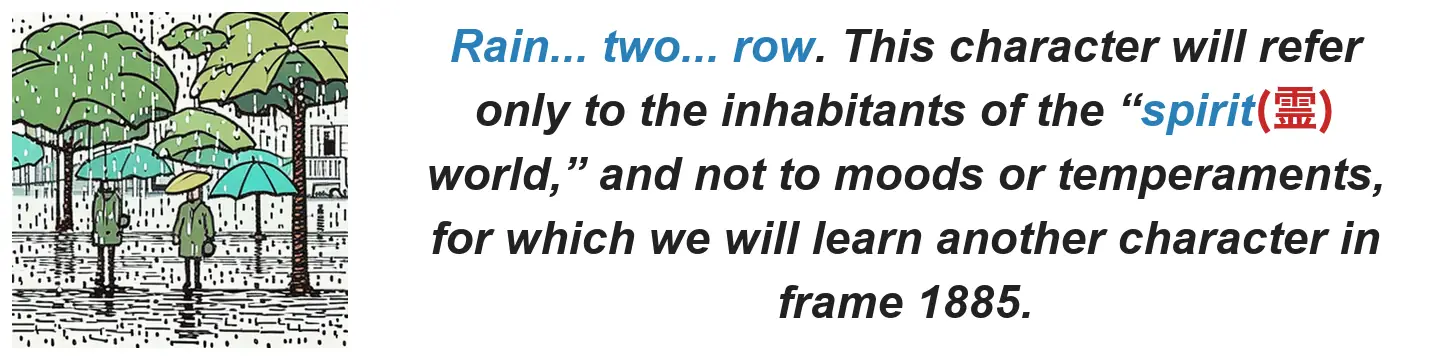 Rain... two... row. This character will refer
only to the inhabitants of the “spirit(霊)
world,” and not to moods or temperaments,
for which we will learn another character in
frame 1885.